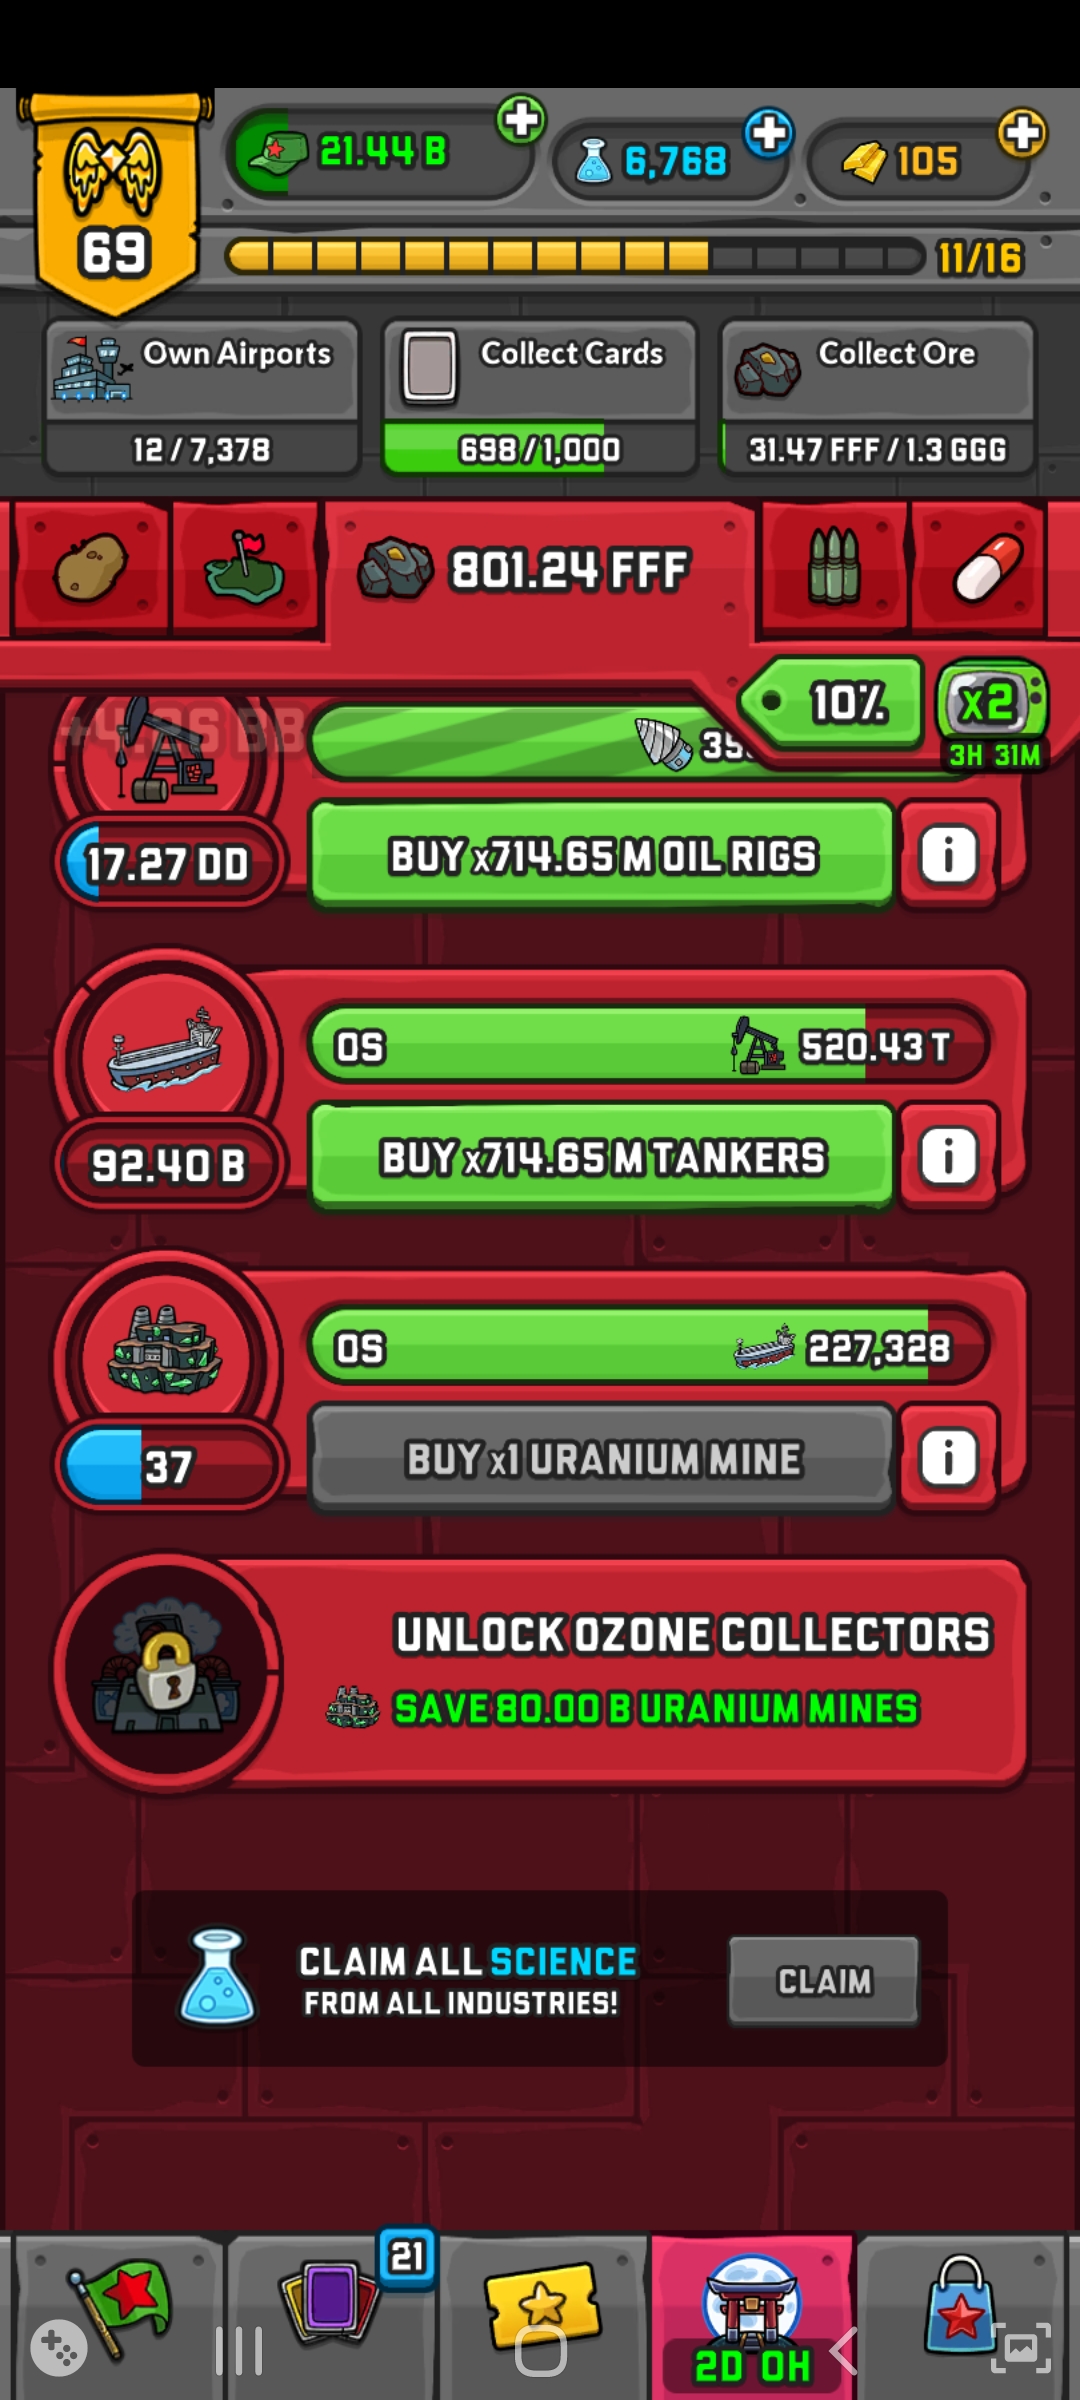 21.44 B
6,768
105
69
11/16
Own Airports
Collect Cards
Collect Ore
12/7,378
698/1,000
31.47 FFF/1.3 GGG
801.24 FFF
10%
x2
3H 31M
17.27 DD
BUY x714.65 M OIL RIGS
i
0S
520.43 T
92.40 B
BUY x714.65 M TANKERS
i
0S
227,328
37
BUY x1 URANIUM MINE
i
UNLOCK OZONE COLLECTORS
SAVE 80.00 B URANIUM MINES
CLAIM ALL SCIENCE
FROM ALL INDUSTRIES!
CLAIM
21
2D 0H